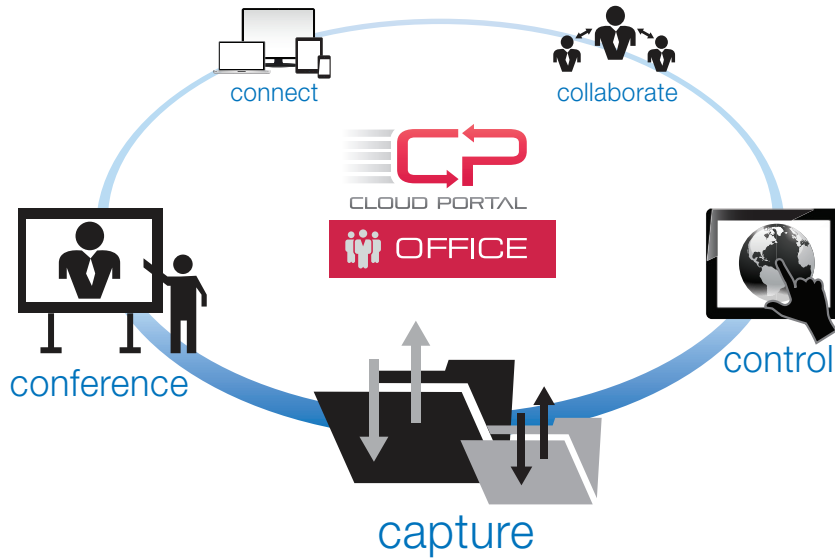 connect
collaborate
CP
CLOUD PORTAL
OFFICE
conference
control
capture